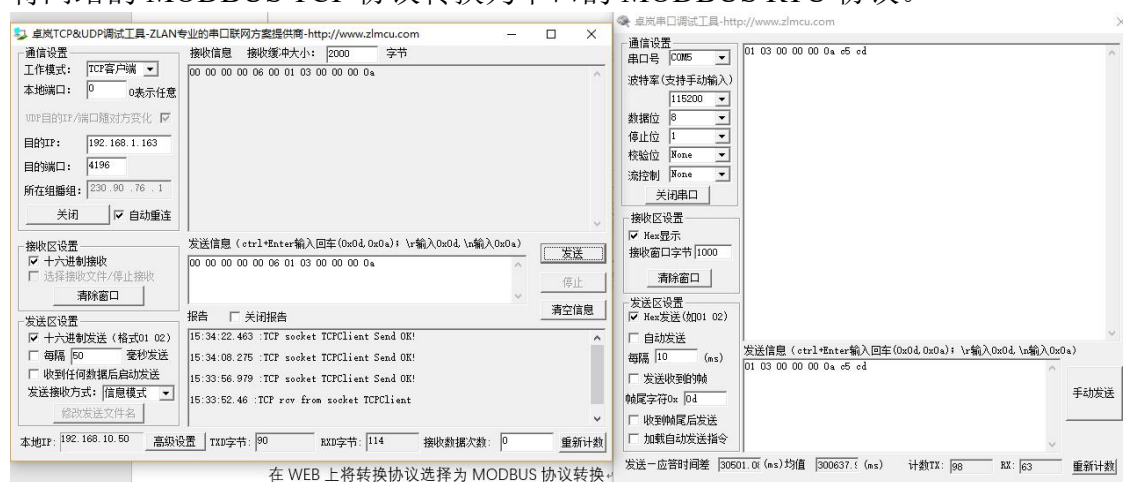 将网络的 MODBUS TCP 协议转换为串口的 MODBUS RTU 协议。
卓岚TCP&UDP调试工具-ZLAN专业的串口联网方案提供商-http://www.zlmcu.com
通信设置
工作模式: TCP客户端
本地端口: 0 0表示任意
UDP目的IP/端口随对方变化
目的IP: 192.168.1.163
目的端口: 4196
所在组播组: 230.90.76.1
关闭 自动重连
接收信息 接收缓冲大小: 2000 字节
00 00 00 00 06 00 01 03 00 00 00 0a
接收区设置
十六进制接收
选择接收文件/停止接收
清除窗口
发送信息(ctrl+Enter输入回车(0x0d,0x0a); \r输入0x0d,\n输入0x0a)
00 00 00 00 00 06 01 03 00 00 00 0a
发送
停止
清空信息
发送区设置
十六进制发送(格式01 02)
每隔 50 毫秒发送
收到任何数据后启动发送
发送接收方式: 信息模式
修改发送文件名
报告 关闭报告
15:34:22.463 :TCP socket TCPClient Send OK!
15:34:08.275 :TCP socket TCPClient Send OK!
15:33:56.979 :TCP socket TCPClient Send OK!
15:33:52.46 :TCP rcv from socket TCPClient
本地IP: 192.168.10.50 高级设置 TXD字节: 90 RXD字节: 114 接收数据次数: 0 重新计数
卓岚串口调试工具-http://www.zlmcu.com
通信设置
串口号 COM5
波特率(支持手动输入)
115200
数据位 8
停止位 1
校验位 None
流控制 None
关闭串口
01 03 00 00 00 0a c5 cd
接收区设置
Hex显示
接收窗口字节 1000
清除窗口
发送区设置
Hex发送(如01 02)
自动发送
每隔 10 (ms)
发送收到的帧
帧尾字符0x 0d
收到帧尾后发送
加载自动发送指令
发送信息(ctrl+Enter输入回车(0x0d,0x0a); \r输入0x0d,\n输入0x0a)
01 03 00 00 00 0a c5 cd
手动发送
发送一应答时间差 30501.0 (ms)均值 300637.9 (ms) 计数TX: 98 RX: 63 重新计数
在 WEB 上将转换协议选择为 MODBUS 协议转换